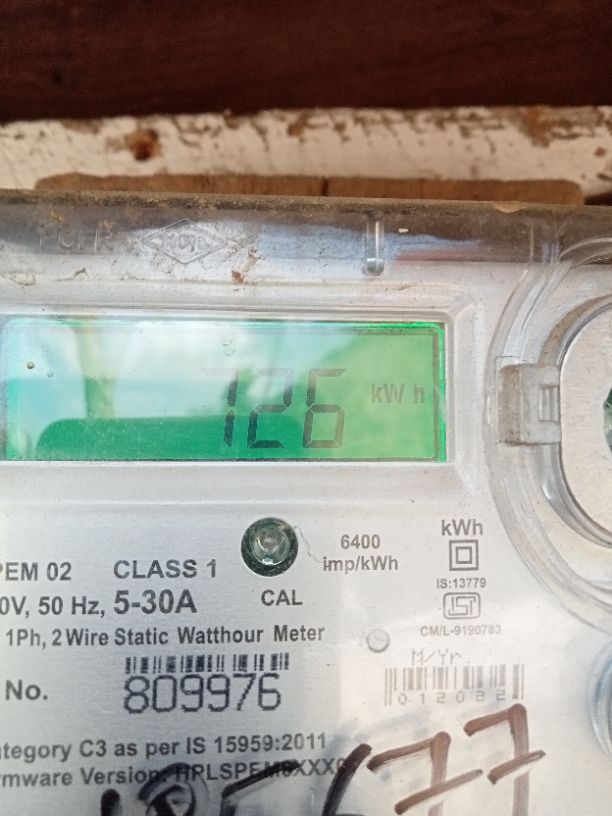 726 kWh
6400
imp/kWh
kWh
IS:13779
CM/L-9190783
PEM 02 CLASS 1
0V, 50 Hz, 5-30A CAL
1Ph, 2 Wire Static Watthour Meter
M/Yr.
No. 809976
012022
ategory C3 as per IS 15959:2011
rmware Version:
677